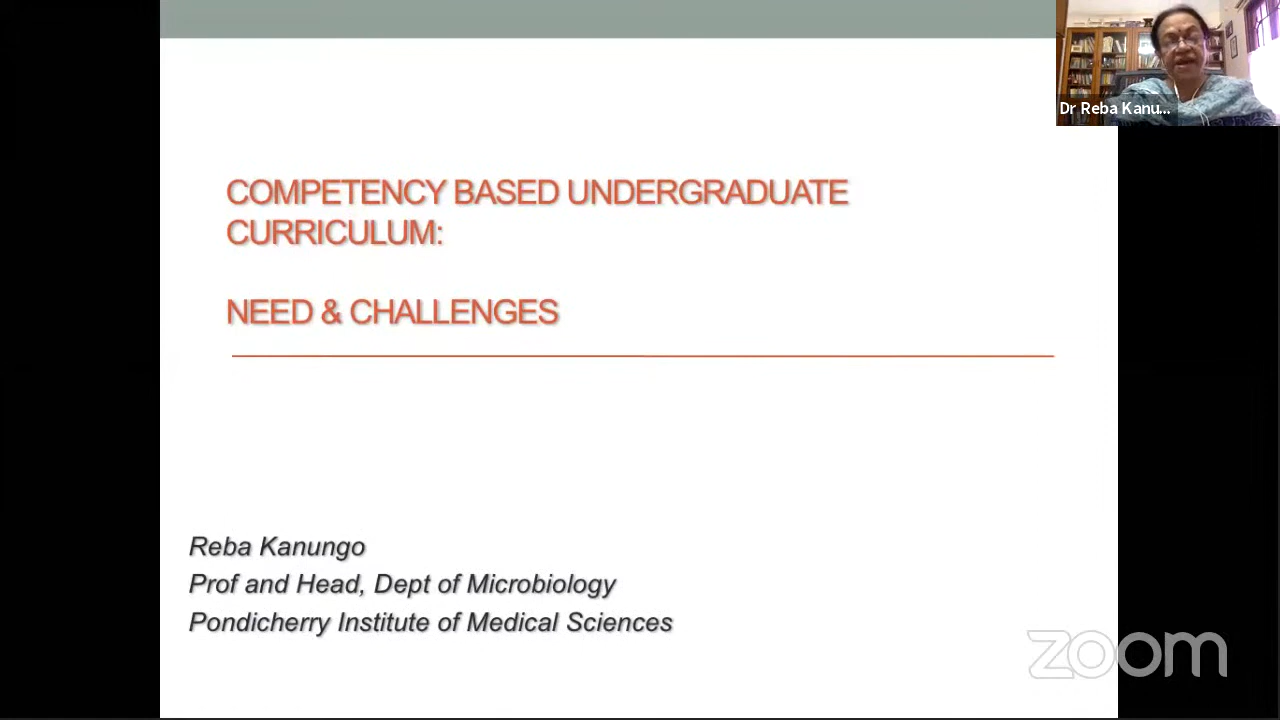 Dr Reba Kanu...
COMPETENCY BASED UNDERGRADUATE
CURRICULUM:
NEED & CHALLENGES
Reba Kanungo
Prof and Head, Dept of Microbiology
Pondicherry Institute of Medical Sciences
zoom